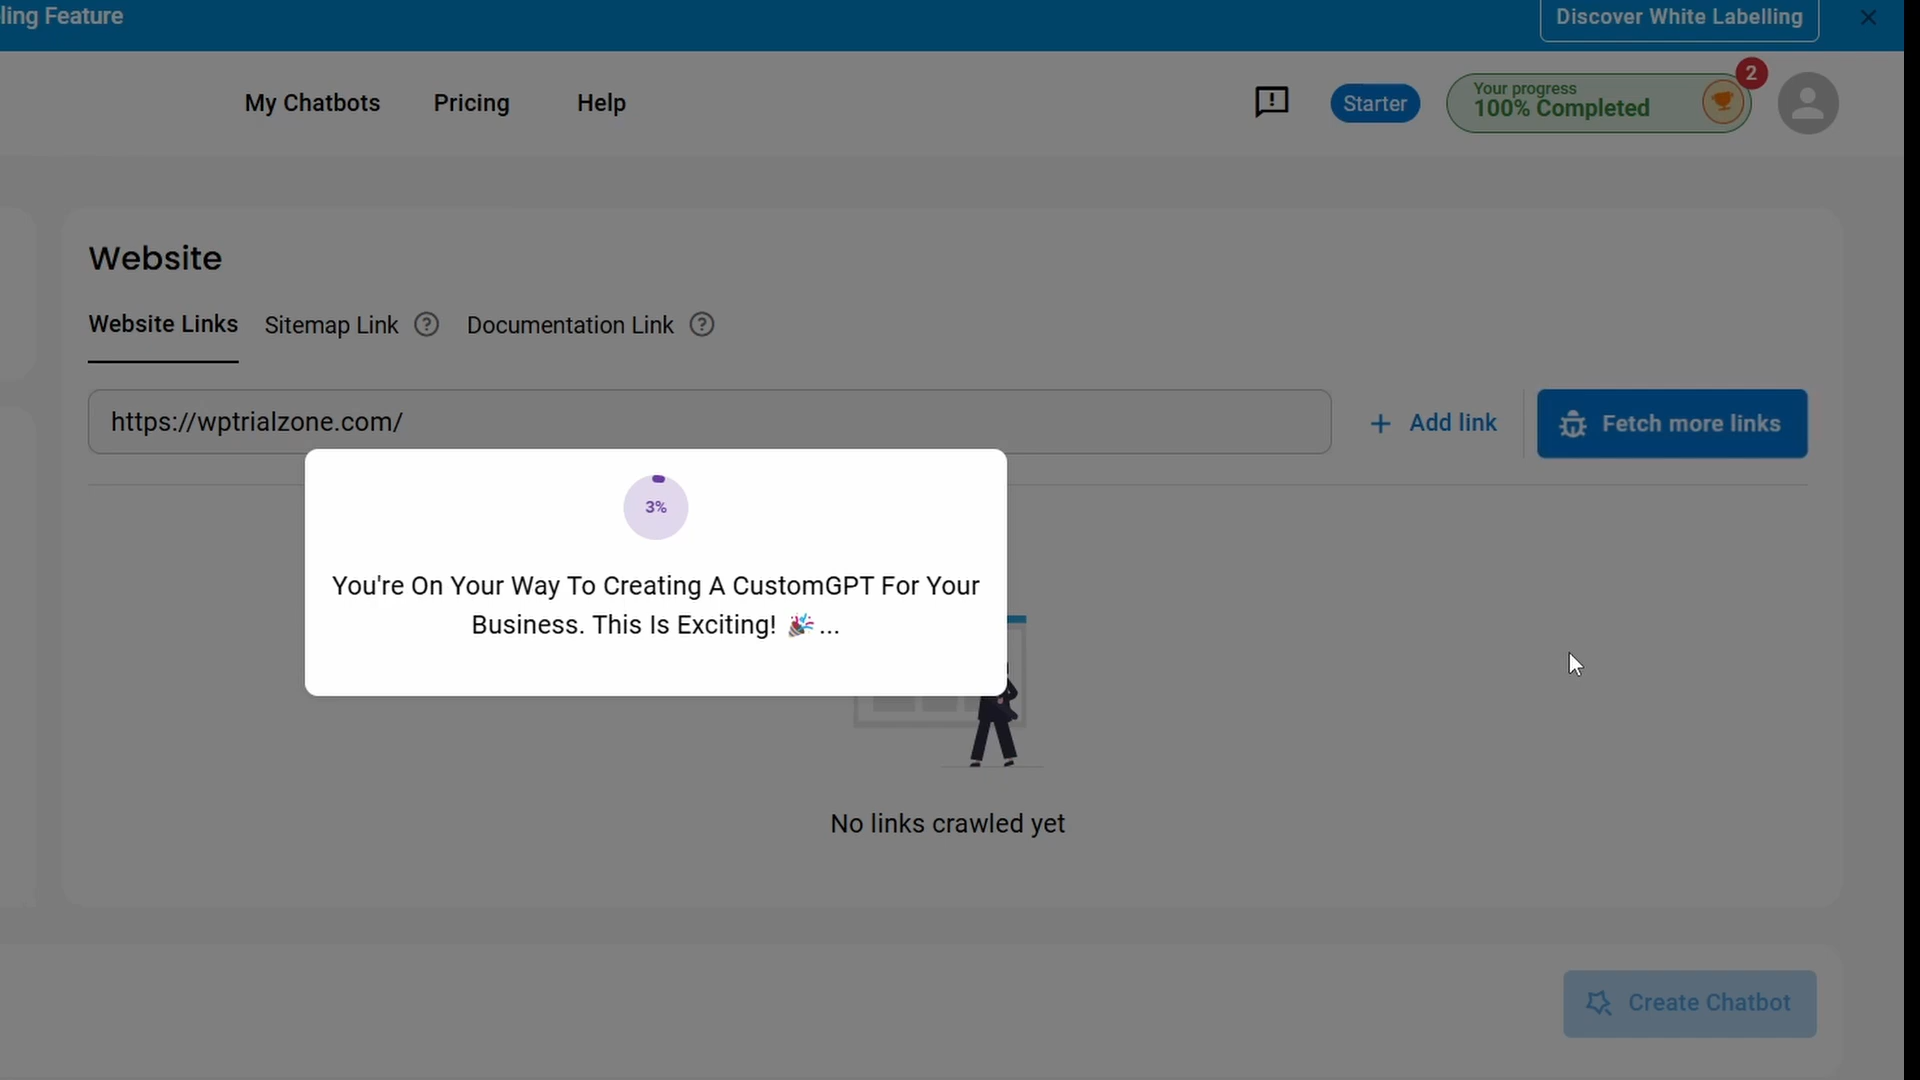 ling Feature
Discover White Labelling
My Chatbots
Pricing
Help
Starter
Your progress
100% Completed
2
Website
Website Links
Sitemap Link
?
Documentation Link
?
https://wptrialzone.com/
+ Add link
Fetch more links
3%
You're On Your Way To Creating A CustomGPT For Your
Business. This Is Exciting! 🎉 ...
No links crawled yet
Create Chatbot